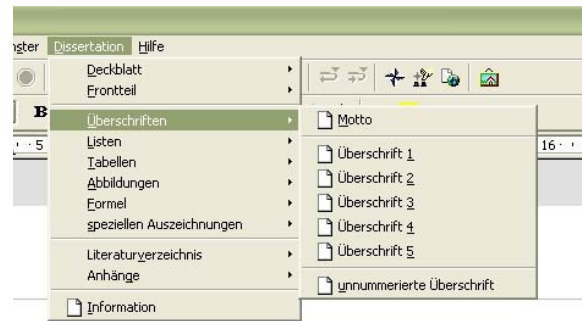 nster Dissertation Hilfe
Deckblatt
Frontteil
B
Überschriften
Motto
5
Listen
16
Überschrift 1
Tabellen
Überschrift 2
Abbildungen
Überschrift 3
Formel
Überschrift 4
speziellen Auszeichnungen
Überschrift 5
Literaturverzeichnis
Anhänge
unnummerierte Überschrift
Information